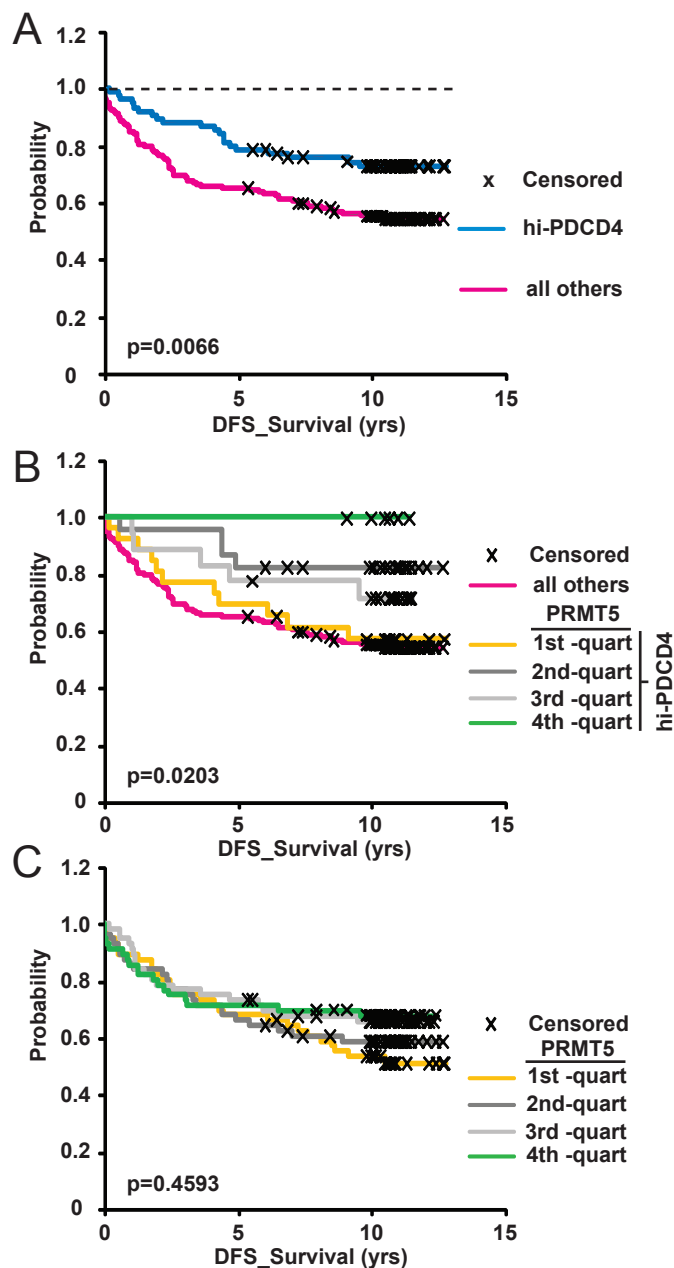 A
1.2
1.0
0.8
0.6
0.4
0.2
0
Probability
x Censored
hi-PDCD4
all others
p=0.0066
0 5 10 15
DFS_Survival (yrs)
B
1.2
1.0
0.8
0.6
0.4
0.2
0
Probability
x Censored
all others
PRMT5
1st -quart
2nd-quart
3rd -quart
4th -quart
hi-PDCD4
p=0.0203
0 5 10 15
DFS_Survival (yrs)
C
1.2
1.0
0.8
0.6
0.4
0.2
0
Probability
x Censored
PRMT5
1st -quart
2nd-quart
3rd -quart
4th -quart
p=0.4593
0 5 10 15
DFS_Survival (yrs)